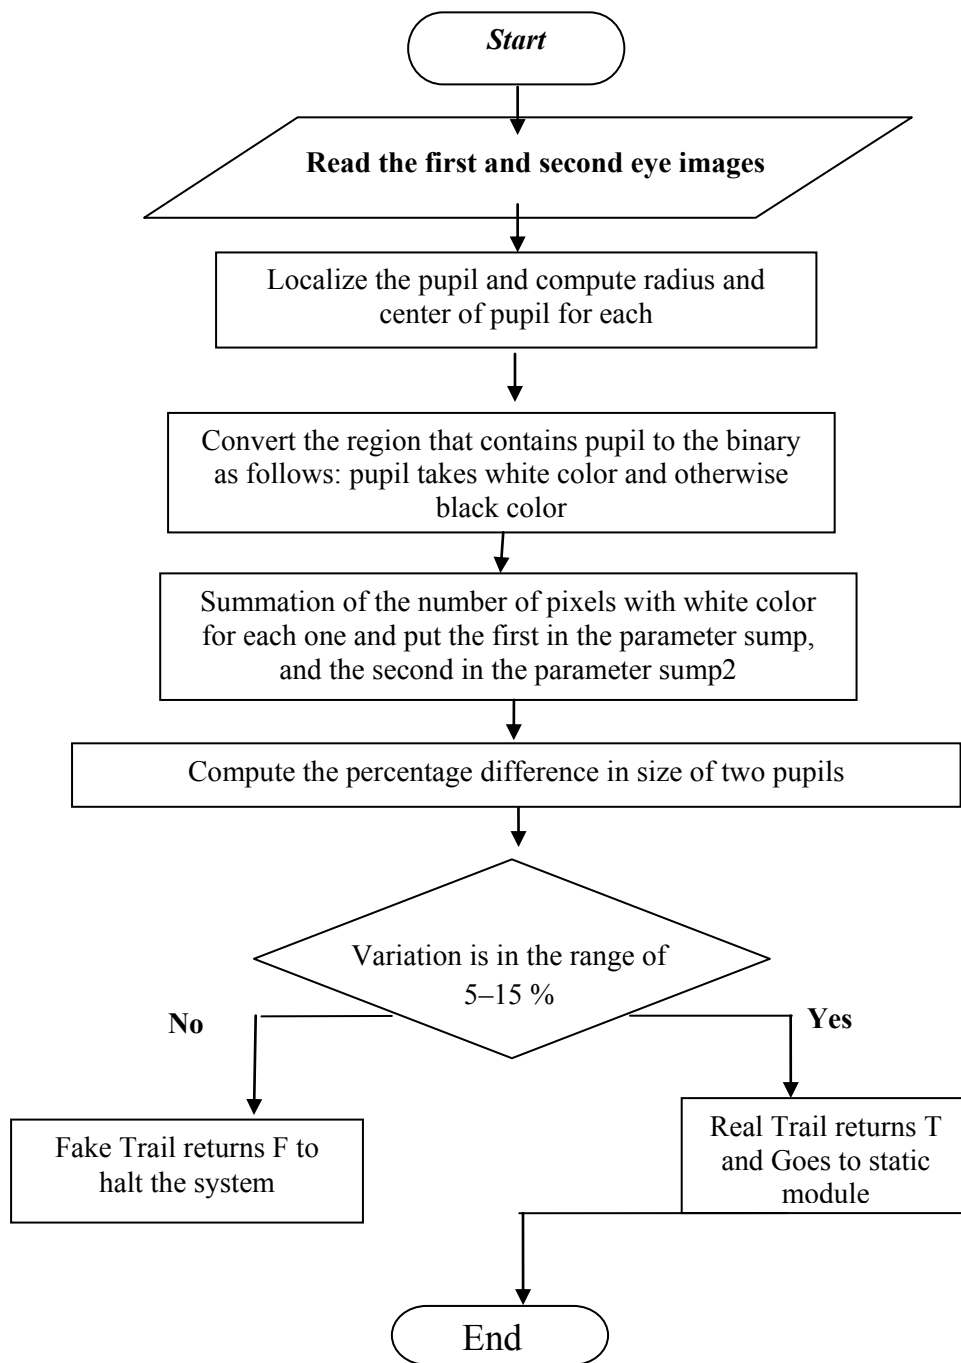 Start
Read the first and second eye images
Localize the pupil and compute radius and
center of pupil for each
Convert the region that contains pupil to the binary
as follows: pupil takes white color and otherwise
black color
Summation of the number of pixels with white color
for each one and put the first in the parameter sump,
and the second in the parameter sump2
Compute the percentage difference in size of two pupils
Variation is in the range of
5–15 %
No
Yes
Fake Trail returns F to
halt the system
Real Trail returns T
and Goes to static
module
End